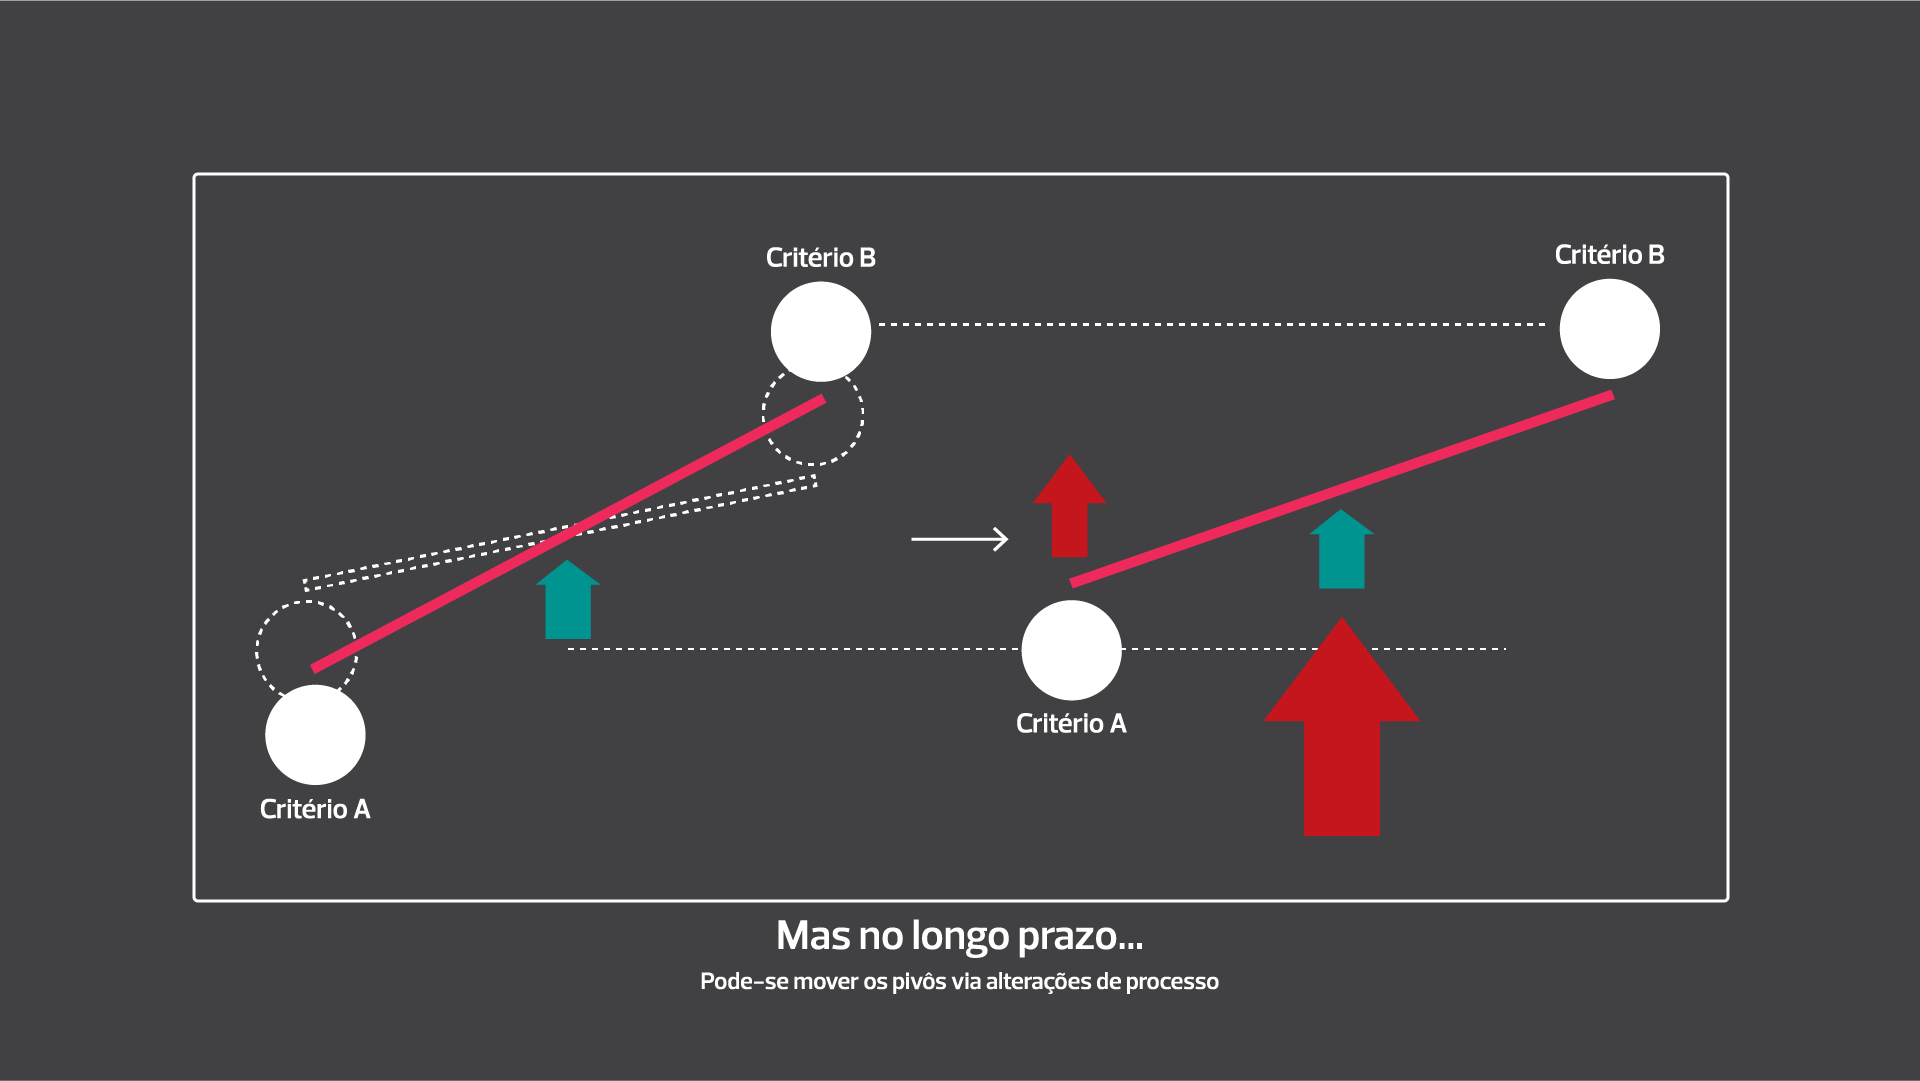 Critério B
Critério B
Critério A
Critério A
Mas no longo prazo...
Pode-se mover os pivôs via alterações de processo